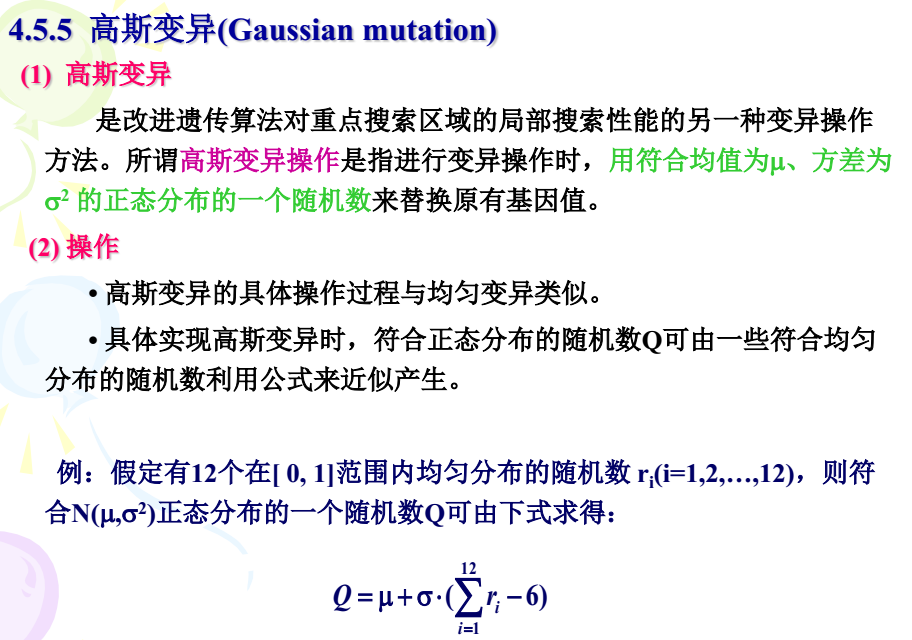 4.5.5 高斯变异(Gaussian mutation)
(1) 高斯变异
是改进遗传算法对重点搜索区域的局部搜索性能的另一种变异操作
方法。所谓高斯变异操作是指进行变异操作时，用符合均值为μ、方差为
σ² 的正态分布的一个随机数来替换原有基因值。
(2) 操作
• 高斯变异的具体操作过程与均匀变异类似。
• 具体实现高斯变异时，符合正态分布的随机数Q可由一些符合均匀
分布的随机数利用公式来近似产生。
例：假定有12个在[ 0, 1]范围内均匀分布的随机数 rᵢ(i=1,2,…,12)，则符
合N(μ,σ²)正态分布的一个随机数Q可由下式求得：
Q = μ + σ·(∑_{i=1}^{12} rᵢ − 6)